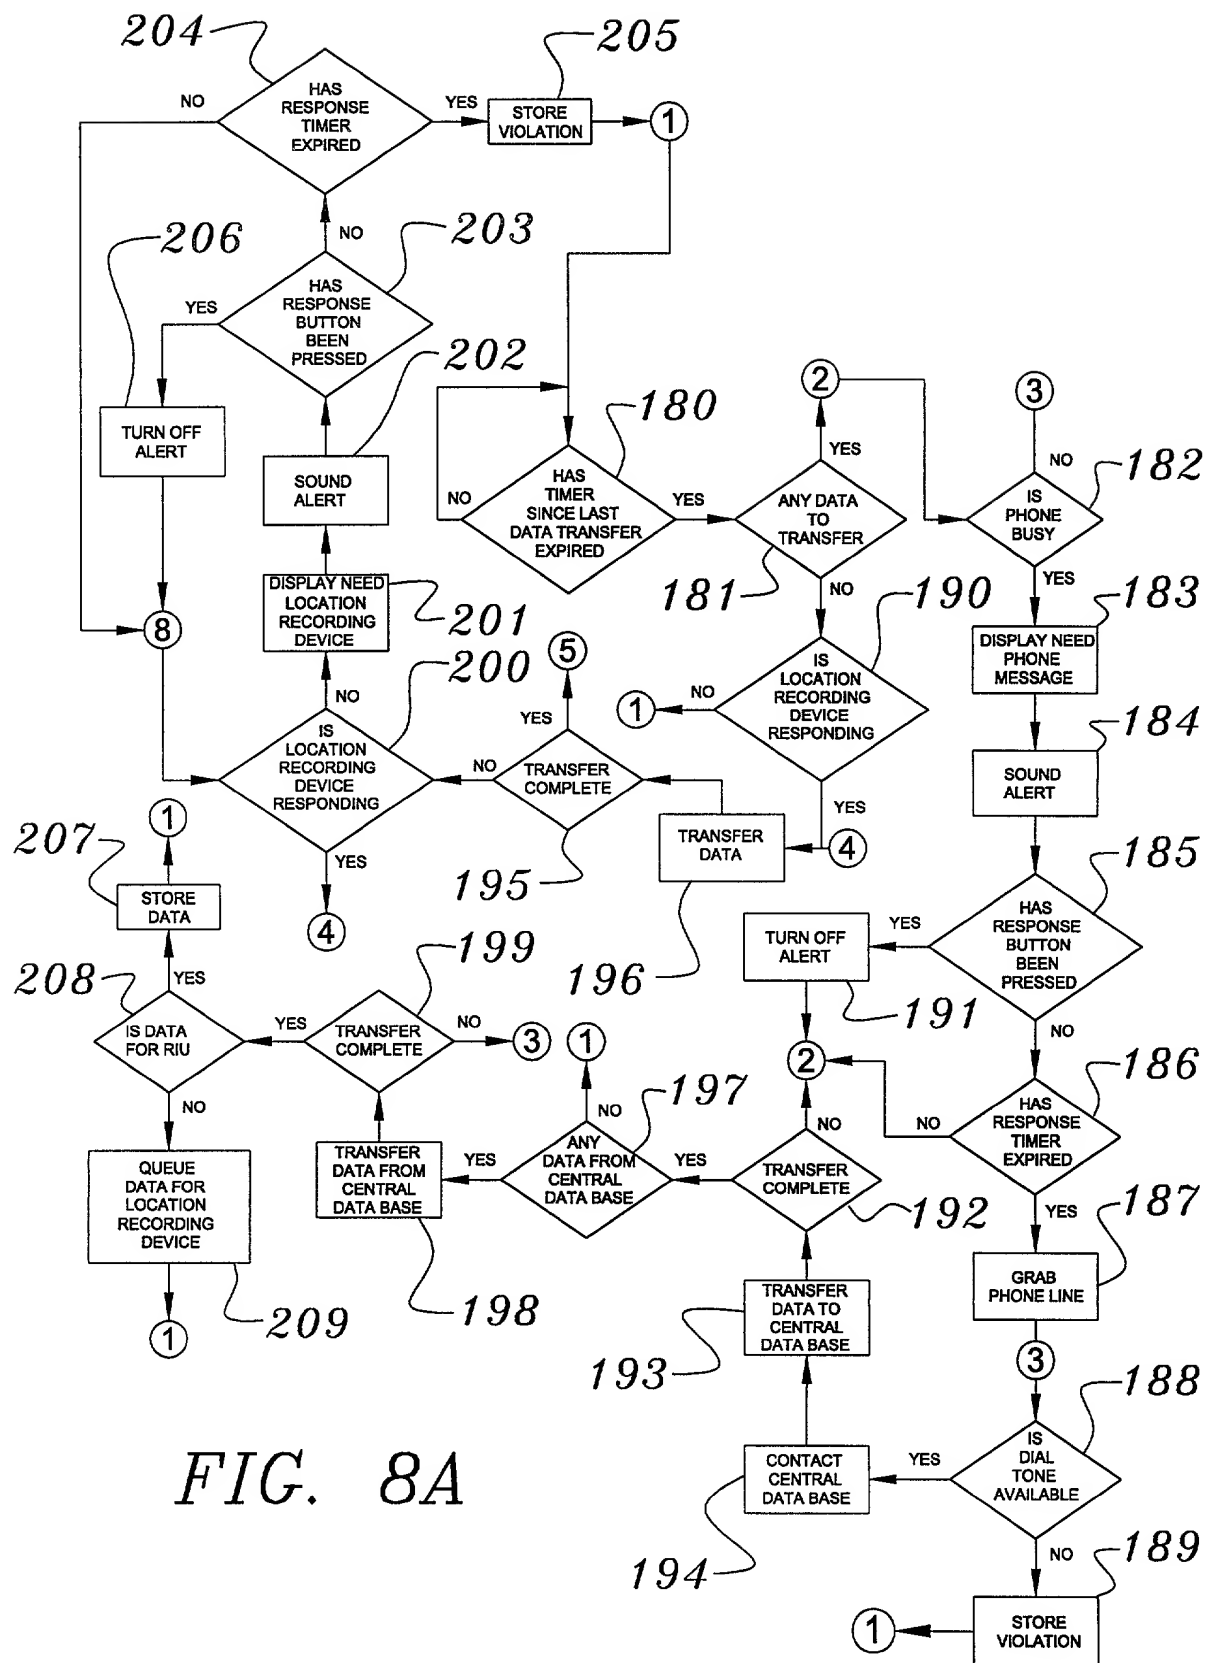 204
205
HAS
RESPONSE
TIMER
EXPIRED
NO
YES
STORE
VIOLATION
1
NO
203
206
HAS
RESPONSE
BUTTON
BEEN
PRESSED
YES
202
TURN OFF
ALERT
SOUND
ALERT
2
3
180
HAS
TIMER
SINCE LAST
DATA TRANSFER
EXPIRED
NO
YES
YES
ANY DATA
TO
TRANSFER
181
NO
NO
182
IS
PHONE
BUSY
YES
183
DISPLAY NEED
PHONE
MESSAGE
DISPLAY NEED
LOCATION
RECORDING
DEVICE
201
8
190
IS
LOCATION
RECORDING
DEVICE
RESPONDING
NO
1
YES
4
5
YES
200
NO
IS
LOCATION
RECORDING
DEVICE
RESPONDING
NO
TRANSFER
COMPLETE
195
TRANSFER
DATA
196
YES
4
184
SOUND
ALERT
185
HAS
RESPONSE
BUTTON
BEEN
PRESSED
YES
TURN OFF
ALERT
191
NO
2
186
HAS
RESPONSE
TIMER
EXPIRED
NO
YES
1
207
STORE
DATA
YES
208
IS DATA
FOR RIU
YES
199
TRANSFER
COMPLETE
NO
3
1
NO
197
ANY
DATA FROM
CENTRAL
DATA BASE
YES
YES
NO
TRANSFER
COMPLETE
192
NO
QUEUE
DATA FOR
LOCATION
RECORDING
DEVICE
209
1
TRANSFER
DATA FROM
CENTRAL
DATA BASE
198
TRANSFER
DATA TO
CENTRAL
DATA BASE
193
187
GRAB
PHONE LINE
3
188
IS
DIAL
TONE
AVAILABLE
YES
CONTACT
CENTRAL
DATA BASE
194
NO
189
STORE
VIOLATION
1
FIG. 8A